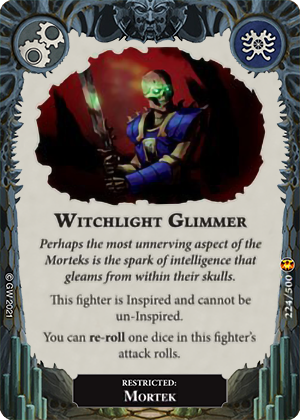 Witchlight Glimmer
Perhaps the most unnerving aspect of the
Morteks is the spark of intelligence that
gleams from within their skulls.
This fighter is Inspired and cannot be
un-Inspired.
You can re-roll one dice in this fighter's
attack rolls.
© GW 2021
224/500
RESTRICTED:
Mortek